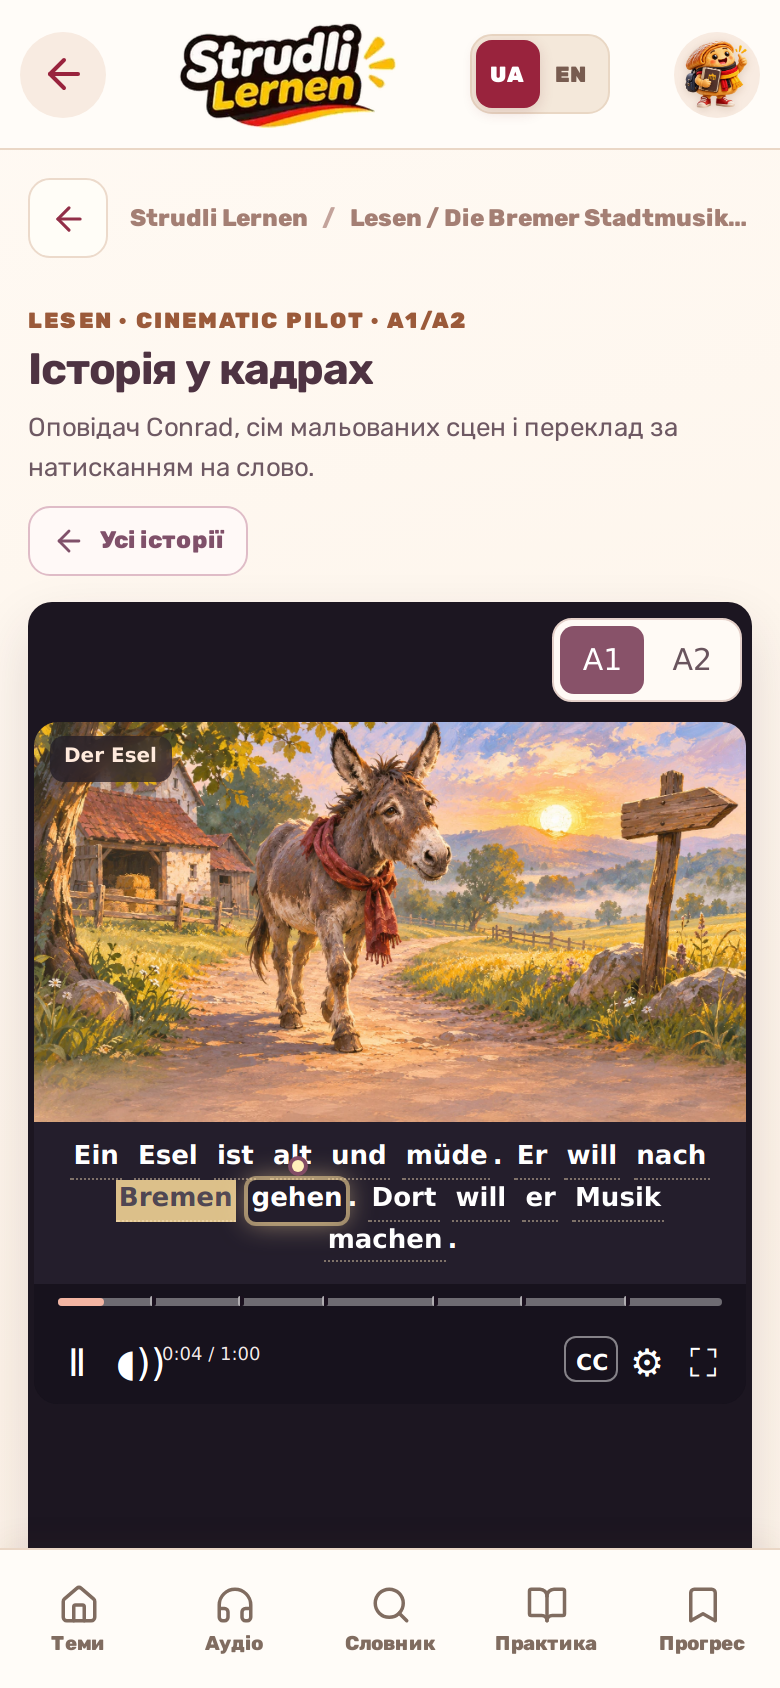 Strudli
Lernen
UA EN
Strudli Lernen / Lesen / Die Bremer Stadtmusik...
LESEN · CINEMATIC PILOT · A1/A2
Історія у кадрах
Оповідач Conrad, сім мальованих сцен і переклад за
натисканням на слово.
Усі історії
A1 A2
Der Esel
Ein Esel ist alt und müde. Er will nach
Bremen gehen. Dort will er Musik
machen.
0:04 / 1:00 CC
Теми Аудіо Словник Практика Прогрес